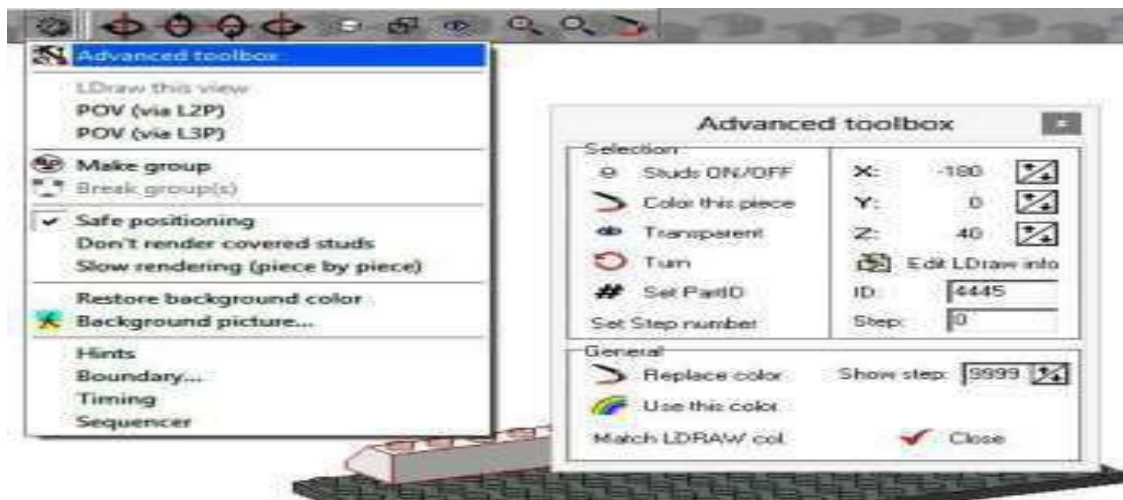 Advanced toolbox
LDraw this view
POV (via L2P)
POV (via L3P)
Make group
Break group(s)
Safe positioning
Don't render covered studs
Slow rendering (piece by piece)
Restore background color
Background picture...
Hints
Boundary...
Timing
Sequencer
Advanced toolbox
Selection
Studs ON/OFF
Color this piece
Transparent
Turn
Set PartID
Set Step number
X: -180
Y: 0
Z: 40
Edit LDraw info
ID: 4445
Step: 0
General
Replace color
Show step: 9999
Use this color
Match LDRAW col.
Close